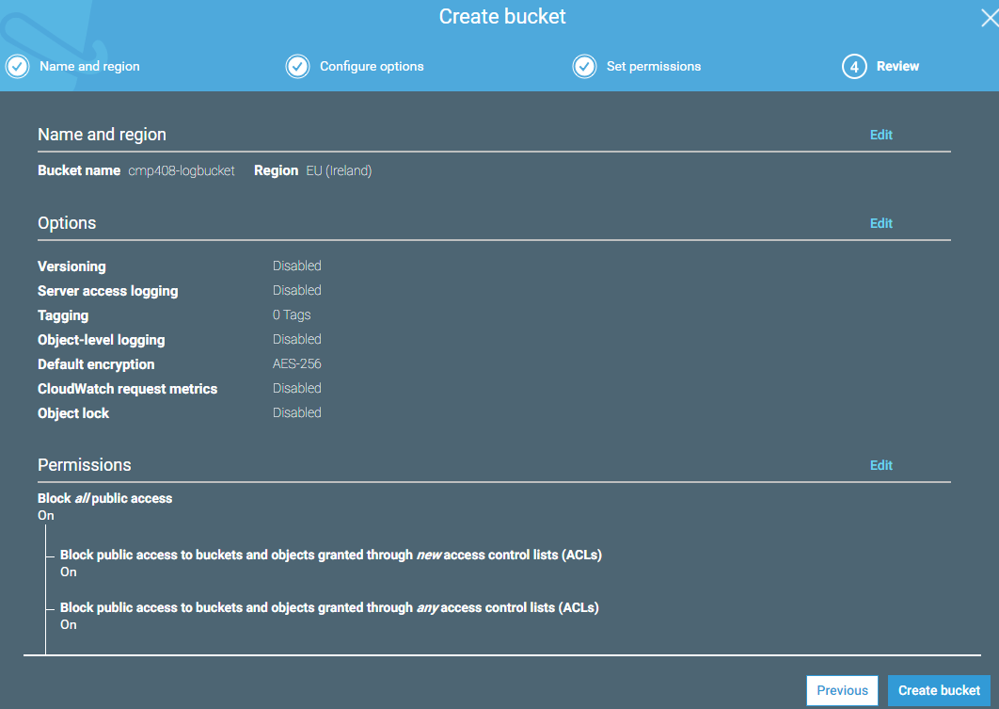 Create bucket
Name and region
Configure options
Set permissions
4 Review
Name and region Edit
Bucket name cmp408-logbucket Region EU (Ireland)
Options Edit
Versioning Disabled
Server access logging Disabled
Tagging 0 Tags
Object-level logging Disabled
Default encryption AES-256
CloudWatch request metrics Disabled
Object lock Disabled
Permissions Edit
Block all public access
On
Block public access to buckets and objects granted through new access control lists (ACLs)
On
Block public access to buckets and objects granted through any access control lists (ACLs)
On
Previous Create bucket